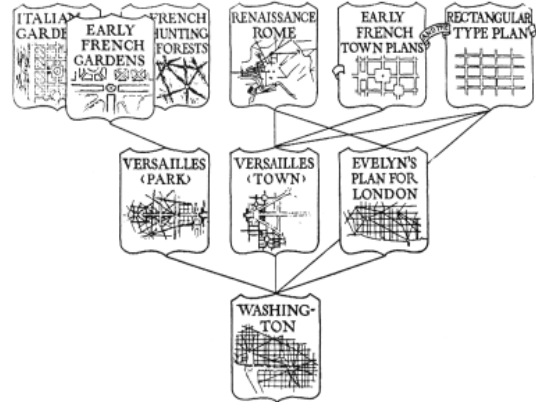 ITALIAN
GARDE
EARLY
FRENCH
GARDENS
FRENCH
HUNTING
FORESTS
RENAISSANCE
ROME
EARLY
FRENCH
TOWN PLANS
RECTANGULAR
TYPE PLAN
VERSAILLES
(PARK)
VERSAILLES
(TOWN)
EVELYN'S
PLAN FOR
LONDON
WASHING-
TON